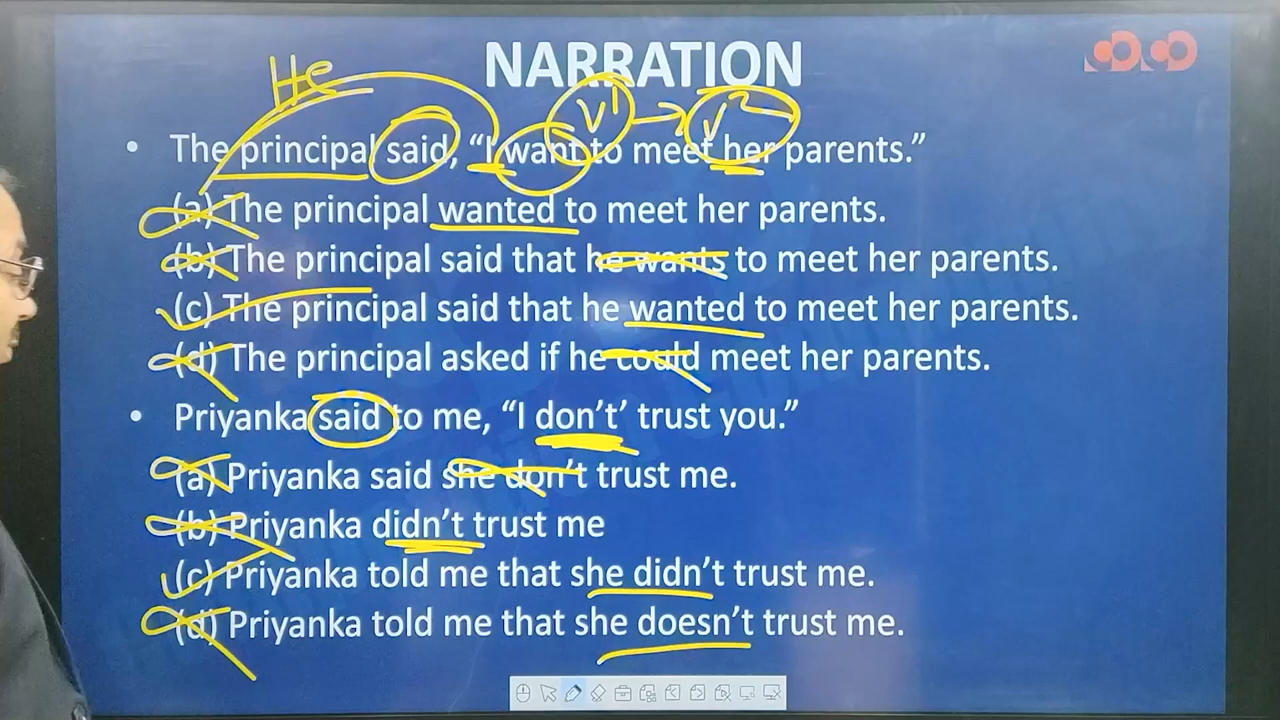 NARRATION
He
V¹ → V²
• The principal said, “I want to meet her parents.”
(a) The principal wanted to meet her parents.
(b) The principal said that he wants to meet her parents.
(c) The principal said that he wanted to meet her parents.
(d) The principal asked if he could meet her parents.
• Priyanka said to me, “I don’t’ trust you.”
(a) Priyanka said she don’t trust me.
(b) Priyanka didn’t trust me
(c) Priyanka told me that she didn’t trust me.
(d) Priyanka told me that she doesn’t trust me.